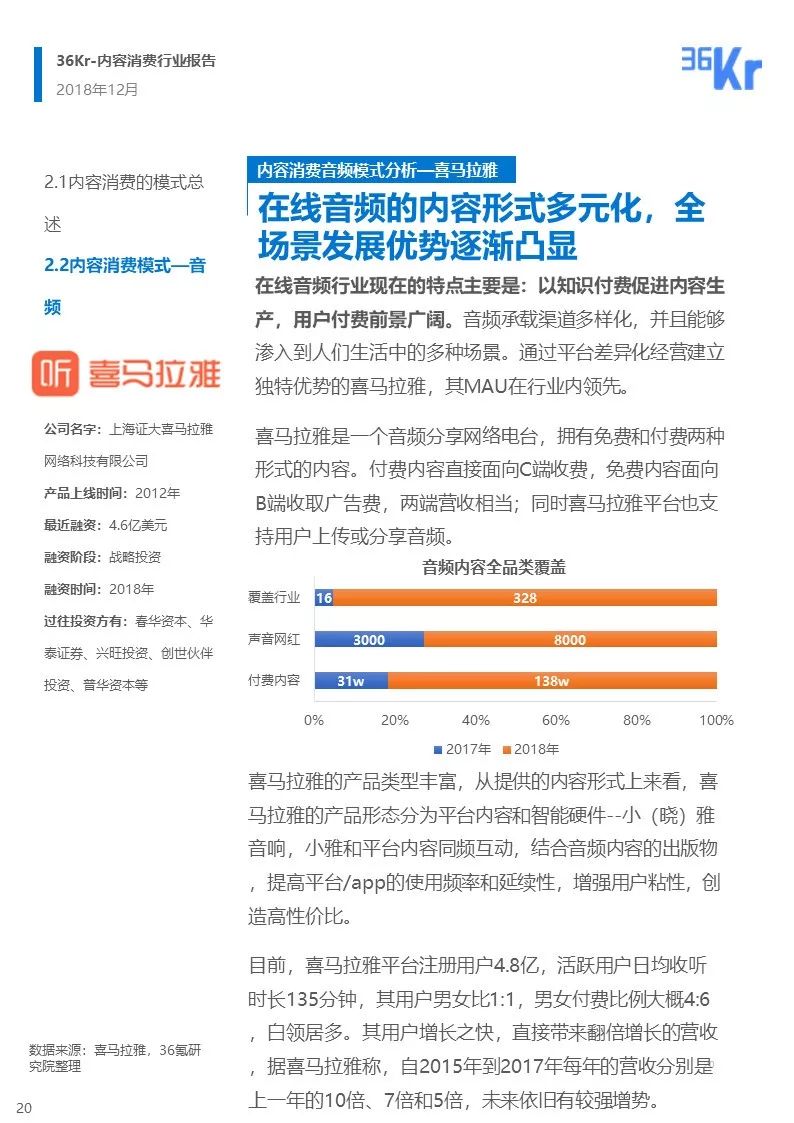 36Kr-内容消费行业报告
2018年12月
36Kr
2.1内容消费的模式总
述
2.2内容消费模式—音
频
听 喜马拉雅
公司名字：上海证大喜马拉雅
网络科技有限公司
产品上线时间：2012年
最近融资：4.6亿美元
融资阶段：战略投资
融资时间：2018年
过往投资方有：春华资本、华
泰证券、兴旺投资、创世伙伴
投资、普华资本等
内容消费音频模式分析—喜马拉雅
在线音频的内容形式多元化，全
场景发展优势逐渐凸显
在线音频行业现在的特点主要是：以知识付费促进内容生
产，用户付费前景广阔。音频承载渠道多样化，并且能够
渗入到人们生活中的多种场景。通过平台差异化经营建立
独特优势的喜马拉雅，其MAU在行业内领先。
喜马拉雅是一个音频分享网络电台，拥有免费和付费两种
形式的内容。付费内容直接面向C端收费，免费内容面向
B端收取广告费，两端营收相当；同时喜马拉雅平台也支
持用户上传或分享音频。
音频内容全品类覆盖
覆盖行业 16 328
声音网红 3000 8000
付费内容 31w 138w
0% 20% 40% 60% 80% 100%
2017年 2018年
喜马拉雅的产品类型丰富，从提供的内容形式上来看，喜
马拉雅的产品形态分为平台内容和智能硬件--小（晓）雅
音响，小雅和平台内容同频互动，结合音频内容的出版物
，提高平台/app的使用频率和延续性，增强用户粘性，创
造高性价比。
目前，喜马拉雅平台注册用户4.8亿，活跃用户日均收听
时长135分钟，其用户男女比1:1，男女付费比例大概4:6
，白领居多。其用户增长之快，直接带来翻倍增长的营收
，据喜马拉雅称，自2015年到2017年每年的营收分别是
上一年的10倍、7倍和5倍，未来依旧有较强增势。
数据来源：喜马拉雅，36氪研
究院整理
20